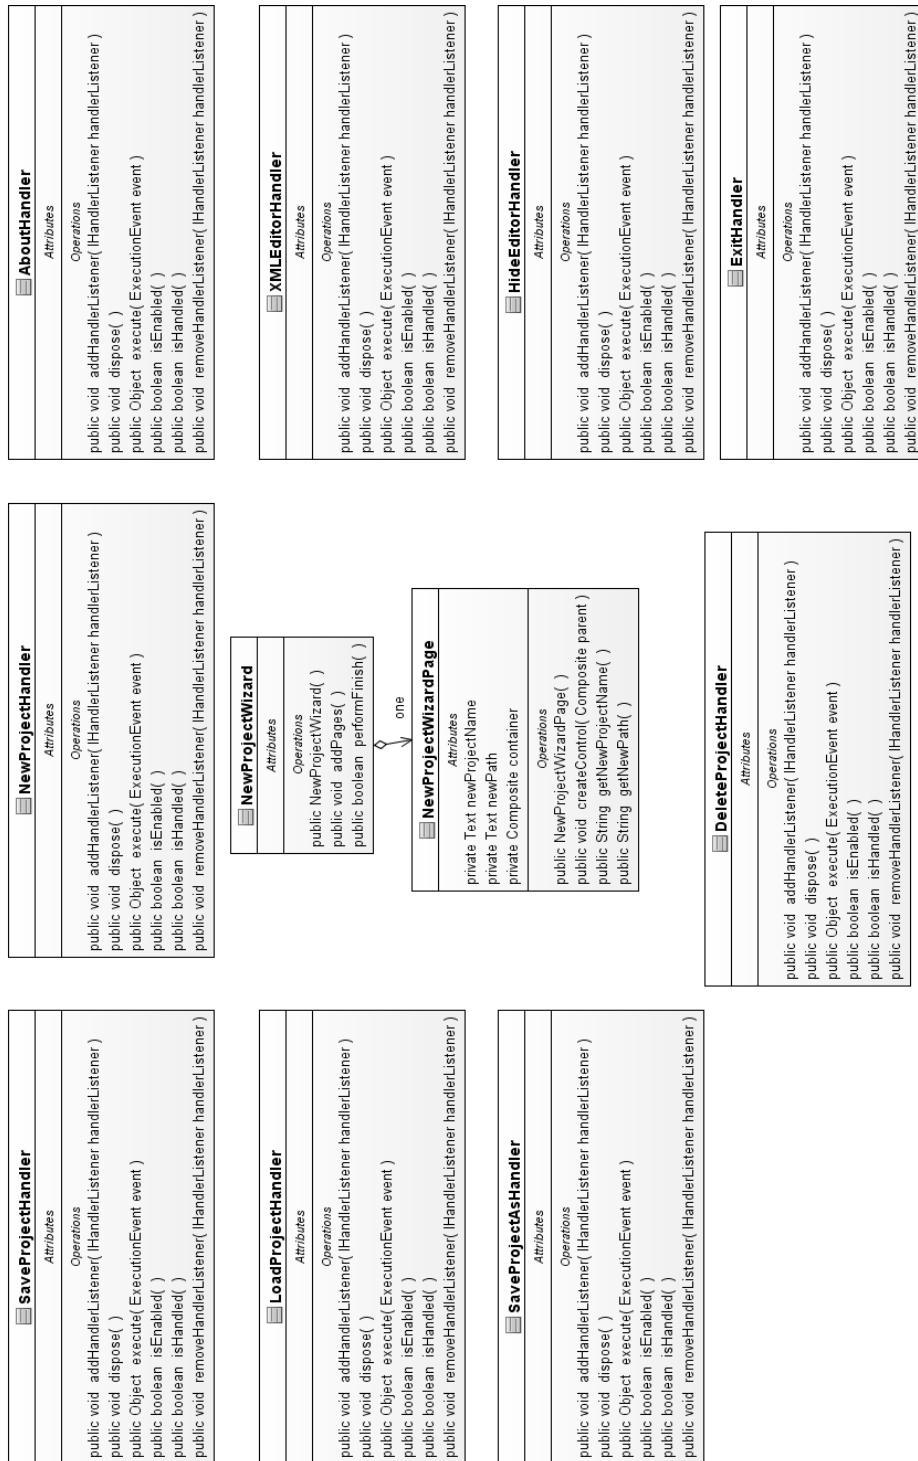 SaveProjectHandler
Attributes
Operations
public void addHandlerListener( IHandlerListener handlerListener )
public void dispose( )
public Object execute( ExecutionEvent event )
public boolean isEnabled( )
public boolean isHandled( )
public void removeHandlerListener( IHandlerListener handlerListener )
NewProjectHandler
Attributes
Operations
public void addHandlerListener( IHandlerListener handlerListener )
public void dispose( )
public Object execute( ExecutionEvent event )
public boolean isEnabled( )
public boolean isHandled( )
public void removeHandlerListener( IHandlerListener handlerListener )
AboutHandler
Attributes
Operations
public void addHandlerListener( IHandlerListener handlerListener )
public void dispose( )
public Object execute( ExecutionEvent event )
public boolean isEnabled( )
public boolean isHandled( )
public void removeHandlerListener( IHandlerListener handlerListener )
LoadProjectHandler
Attributes
Operations
public void addHandlerListener( IHandlerListener handlerListener )
public void dispose( )
public Object execute( ExecutionEvent event )
public boolean isEnabled( )
public boolean isHandled( )
public void removeHandlerListener( IHandlerListener handlerListener )
NewProjectWizard
Attributes
Operations
public NewProjectWizard( )
public void addPages( )
public boolean performFinish( )
one
NewProjectWizardPage
Attributes
private Text newProjectName
private Text newPath
private Composite container
Operations
public NewProjectWizardPage( )
public void createControl( Composite parent )
public String getNewProjectName( )
public String getNewPath( )
XMLEditorHandler
Attributes
Operations
public void addHandlerListener( IHandlerListener handlerListener )
public void dispose( )
public Object execute( ExecutionEvent event )
public boolean isEnabled( )
public boolean isHandled( )
public void removeHandlerListener( IHandlerListener handlerListener )
SaveProjectAsHandler
Attributes
Operations
public void addHandlerListener( IHandlerListener handlerListener )
public void dispose( )
public Object execute( ExecutionEvent event )
public boolean isEnabled( )
public boolean isHandled( )
public void removeHandlerListener( IHandlerListener handlerListener )
HideEditorHandler
Attributes
Operations
public void addHandlerListener( IHandlerListener handlerListener )
public void dispose( )
public Object execute( ExecutionEvent event )
public boolean isEnabled( )
public boolean isHandled( )
public void removeHandlerListener( IHandlerListener handlerListener )
DeleteProjectHandler
Attributes
Operations
public void addHandlerListener( IHandlerListener handlerListener )
public void dispose( )
public Object execute( ExecutionEvent event )
public boolean isEnabled( )
public boolean isHandled( )
public void removeHandlerListener( IHandlerListener handlerListener )
ExitHandler
Attributes
Operations
public void addHandlerListener( IHandlerListener handlerListener )
public void dispose( )
public Object execute( ExecutionEvent event )
public boolean isEnabled( )
public boolean isHandled( )
public void removeHandlerListener( IHandlerListener handlerListener )